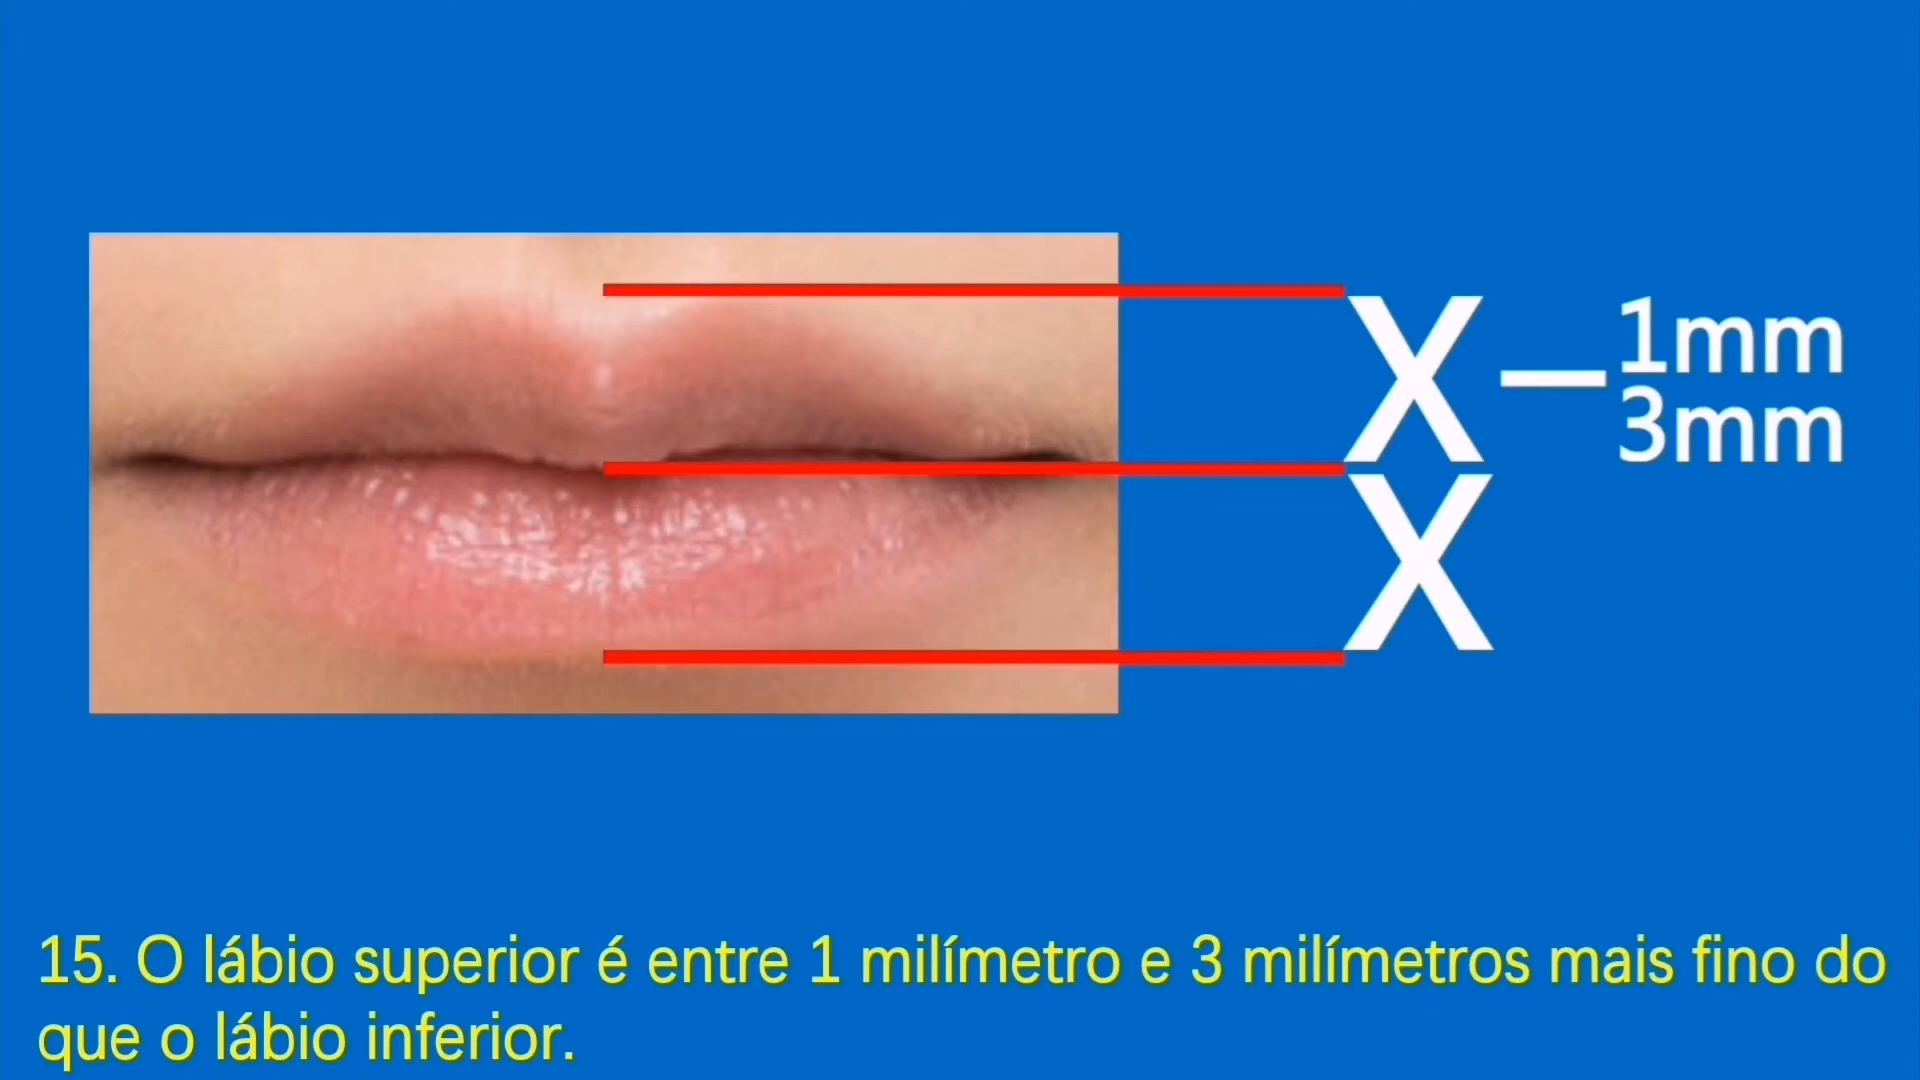 X — 1mm
3mm
X
15. O lábio superior é entre 1 milímetro e 3 milímetros mais fino do
que o lábio inferior.